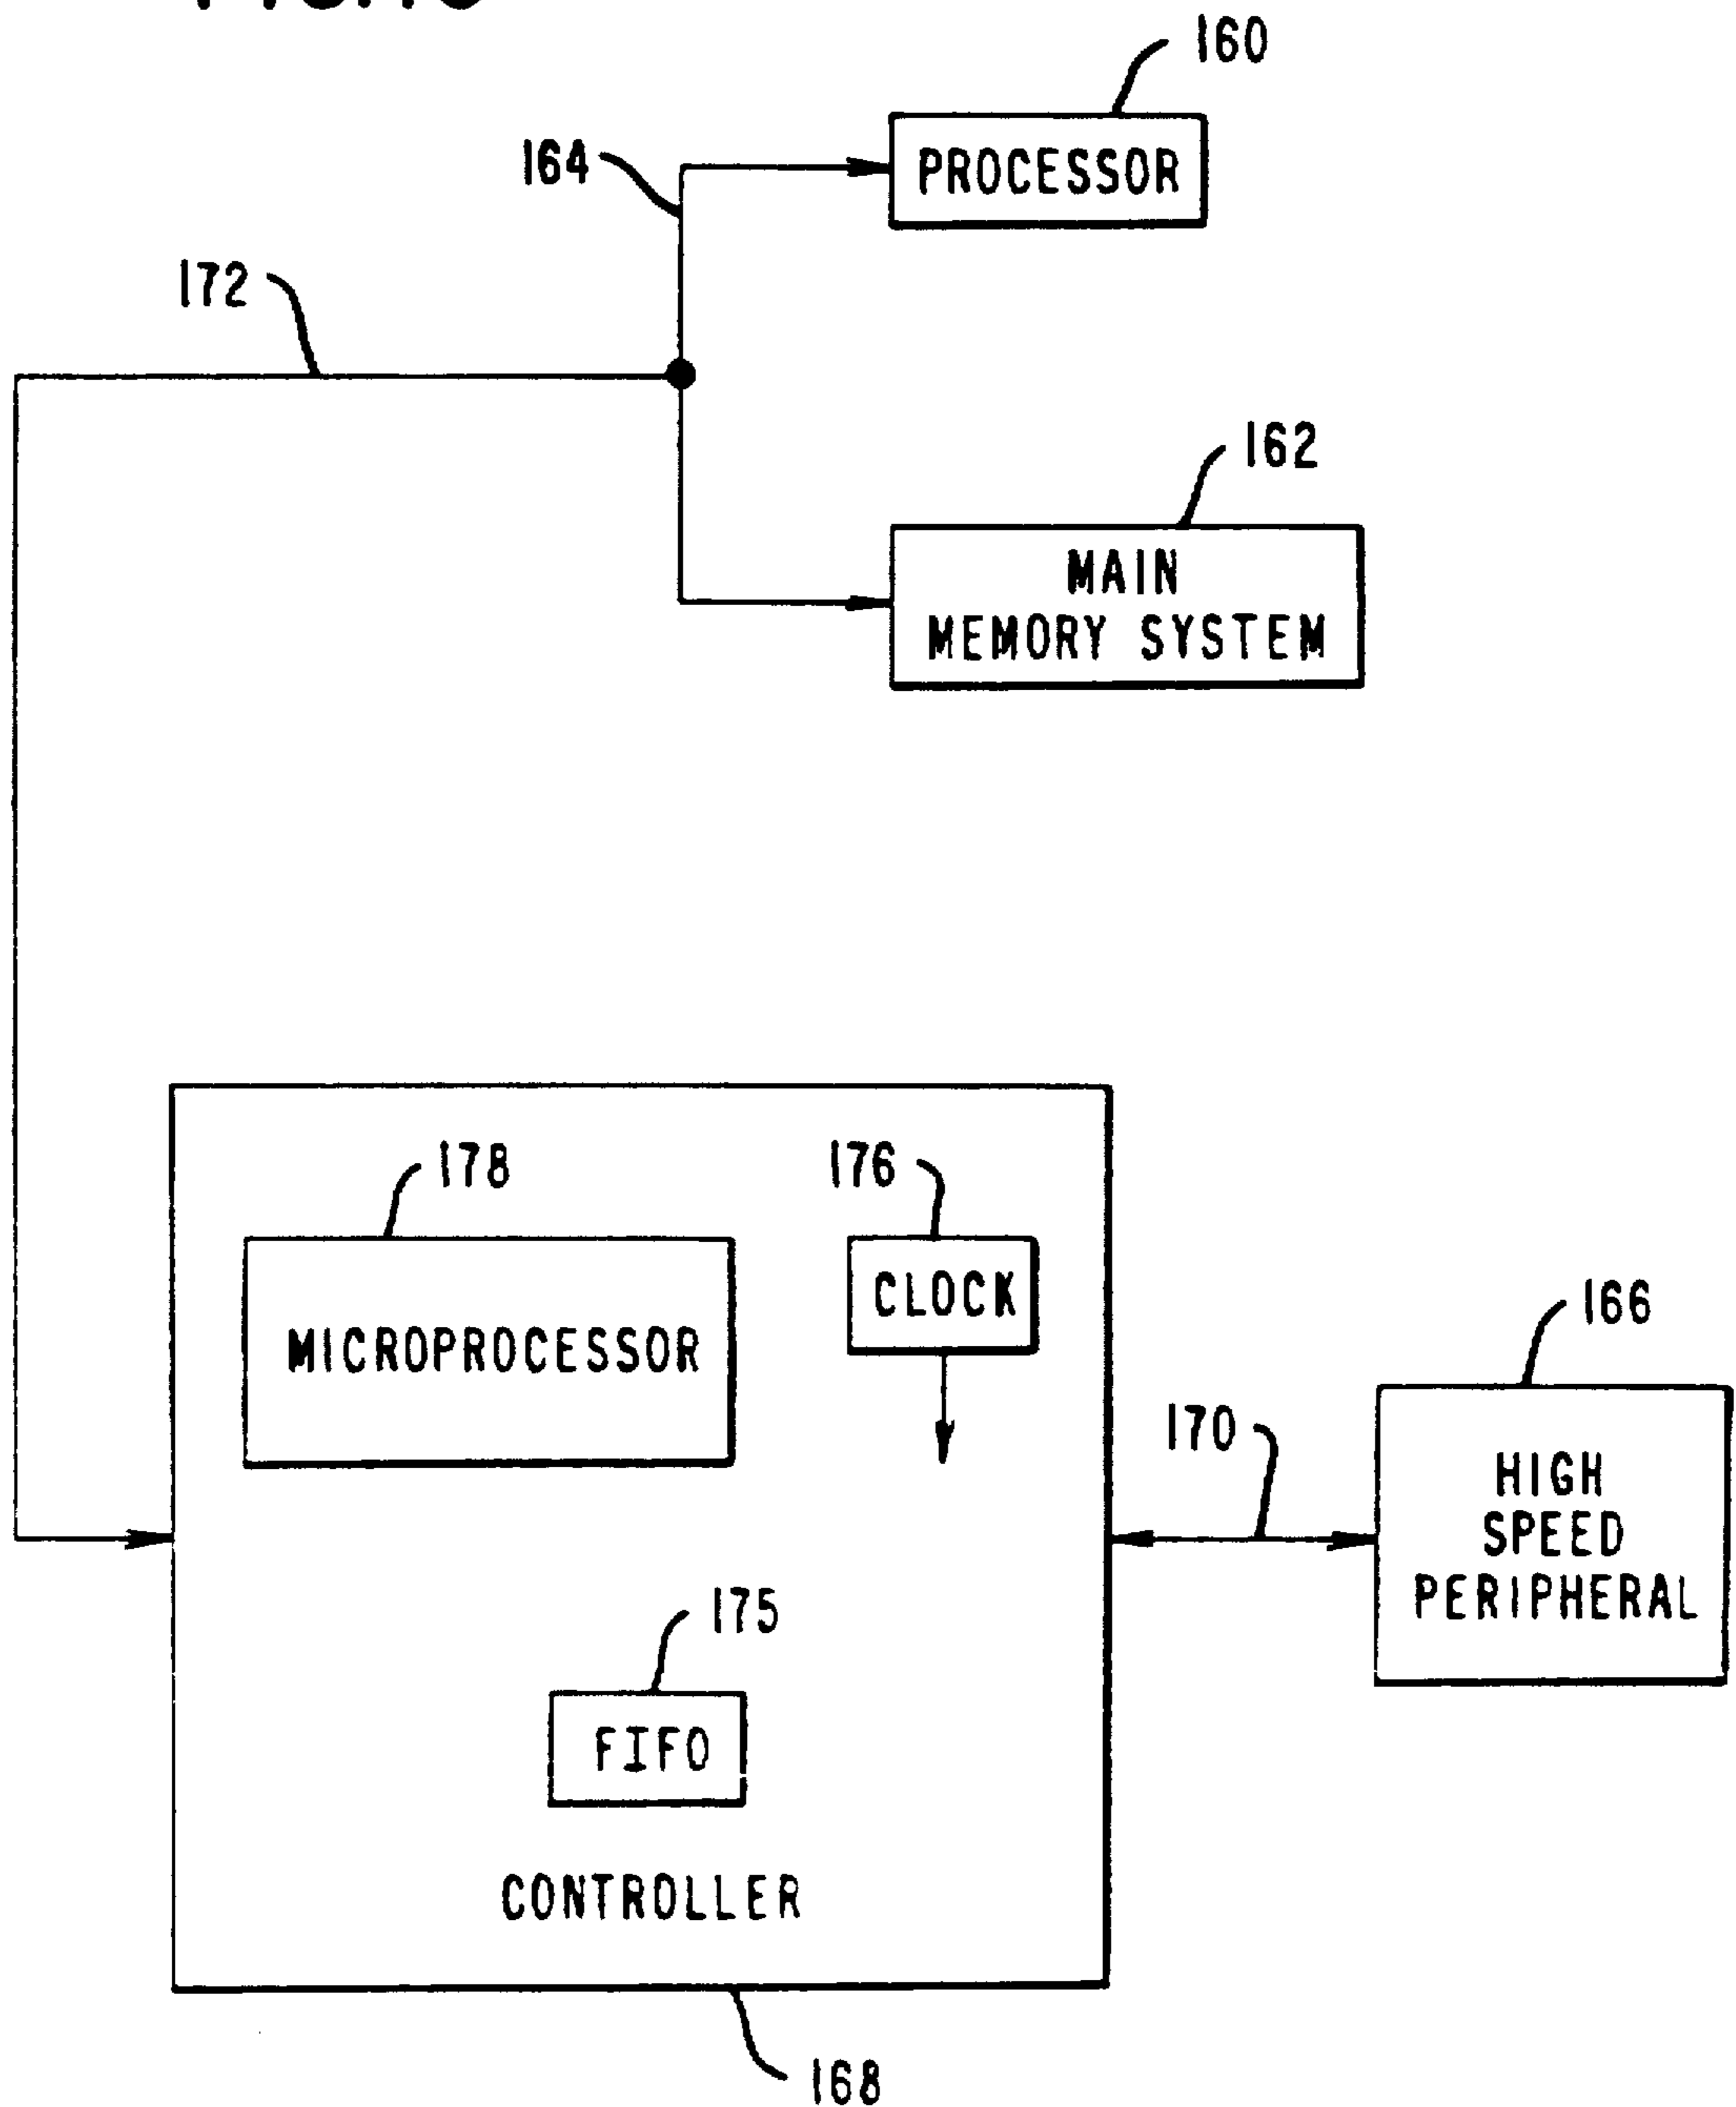 160
164
PROCESSOR
172
162
MAIN
MEMORY SYSTEM
178
176
CLOCK
MICROPROCESSOR
166
170
HIGH
SPEED
PERIPHERAL
175
FIFO
CONTROLLER
168